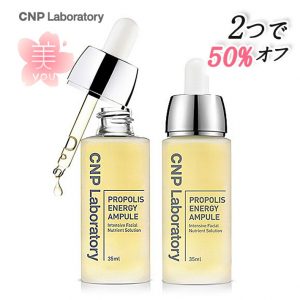 CNP Laboratory
2つで
50%オフ
美
you
CNP Laboratory
PROPOLIS
ENERGY
AMPULE
Intensive Facial
Nutrient Solution
35ml
CNP Laboratory
PROPOLIS
ENERGY
AMPULE
Intensive Facial
Nutrient Solution
35ml